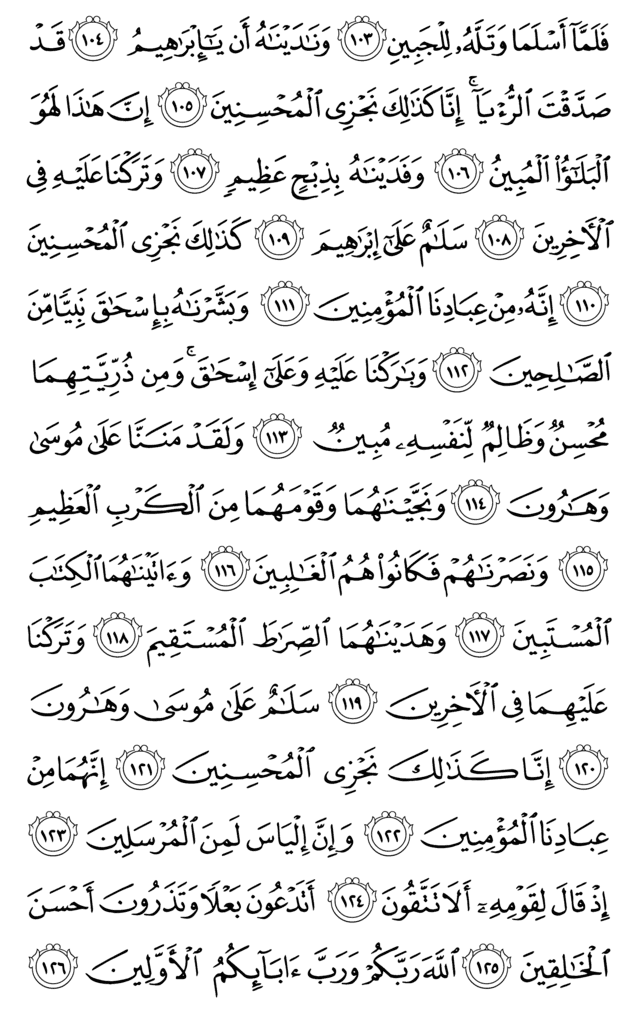 فَلَمَّآ أَسْلَمَا وَتَلَّهُۥ لِلْجَبِينِ ١٠٣ وَنَٰدَيْنَٰهُ أَن يَٰٓإِبْرَٰهِيمُ ١٠٤ قَدْ
صَدَّقْتَ ٱلرُّءْيَآ ۚ إِنَّا كَذَٰلِكَ نَجْزِى ٱلْمُحْسِنِينَ ١٠٥ إِنَّ هَٰذَا لَهُوَ
ٱلْبَلَٰٓؤُا۟ ٱلْمُبِينُ ١٠٦ وَفَدَيْنَٰهُ بِذِبْحٍ عَظِيمٍ ١٠٧ وَتَرَكْنَا عَلَيْهِ فِى
ٱلْءَاخِرِينَ ١٠٨ سَلَٰمٌ عَلَىٰٓ إِبْرَٰهِيمَ ١٠٩ كَذَٰلِكَ نَجْزِى ٱلْمُحْسِنِينَ
١١٠ إِنَّهُۥ مِنْ عِبَادِنَا ٱلْمُؤْمِنِينَ ١١١ وَبَشَّرْنَٰهُ بِإِسْحَٰقَ نَبِيًّا مِّنَ
ٱلصَّٰلِحِينَ ١١٢ وَبَٰرَكْنَا عَلَيْهِ وَعَلَىٰٓ إِسْحَٰقَ ۚ وَمِن ذُرِّيَّتِهِمَا
مُحْسِنٌ وَظَالِمٌ لِّنَفْسِهِۦ مُبِينٌ ١١٣ وَلَقَدْ مَنَنَّا عَلَىٰ مُوسَىٰ
وَهَٰرُونَ ١١٤ وَنَجَّيْنَٰهُمَا وَقَوْمَهُمَا مِنَ ٱلْكَرْبِ ٱلْعَظِيمِ
١١٥ وَنَصَرْنَٰهُمْ فَكَانُوا۟ هُمُ ٱلْغَٰلِبِينَ ١١٦ وَءَاتَيْنَٰهُمَا ٱلْكِتَٰبَ
ٱلْمُسْتَبِينَ ١١٧ وَهَدَيْنَٰهُمَا ٱلصِّرَٰطَ ٱلْمُسْتَقِيمَ ١١٨ وَتَرَكْنَا
عَلَيْهِمَا فِى ٱلْءَاخِرِينَ ١١٩ سَلَٰمٌ عَلَىٰ مُوسَىٰ وَهَٰرُونَ
١٢٠ إِنَّا كَذَٰلِكَ نَجْزِى ٱلْمُحْسِنِينَ ١٢١ إِنَّهُمَا مِنْ
عِبَادِنَا ٱلْمُؤْمِنِينَ ١٢٢ وَإِنَّ إِلْيَاسَ لَمِنَ ٱلْمُرْسَلِينَ ١٢٣
إِذْ قَالَ لِقَوْمِهِۦٓ أَلَا تَتَّقُونَ ١٢٤ أَتَدْعُونَ بَعْلًا وَتَذَرُونَ أَحْسَنَ
ٱلْخَٰلِقِينَ ١٢٥ ٱللَّهَ رَبَّكُمْ وَرَبَّ ءَابَآئِكُمُ ٱلْأَوَّلِينَ ١٢٦